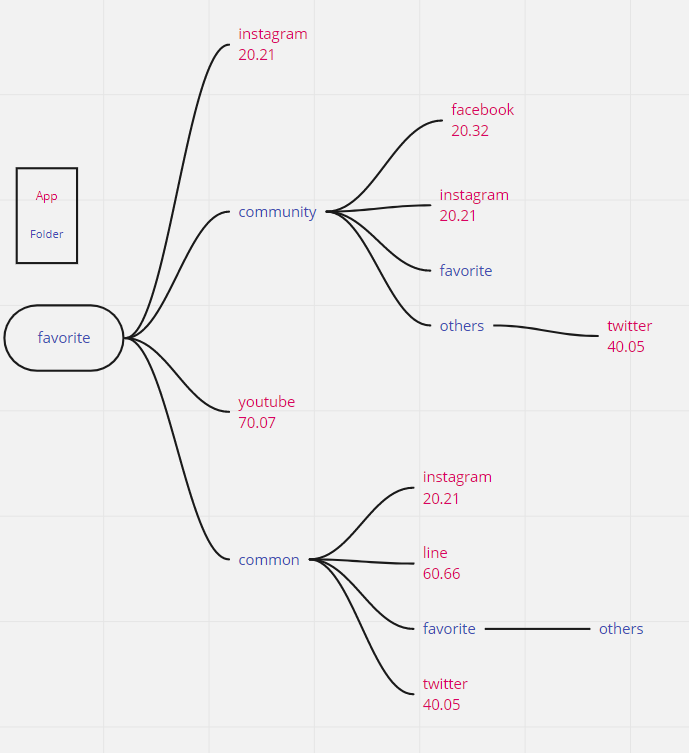 instagram
20.21
facebook
20.32
App
instagram
20.21
community
Folder
favorite
others
twitter
40.05
favorite
youtube
70.07
instagram
20.21
line
60.66
common
favorite
others
twitter
40.05